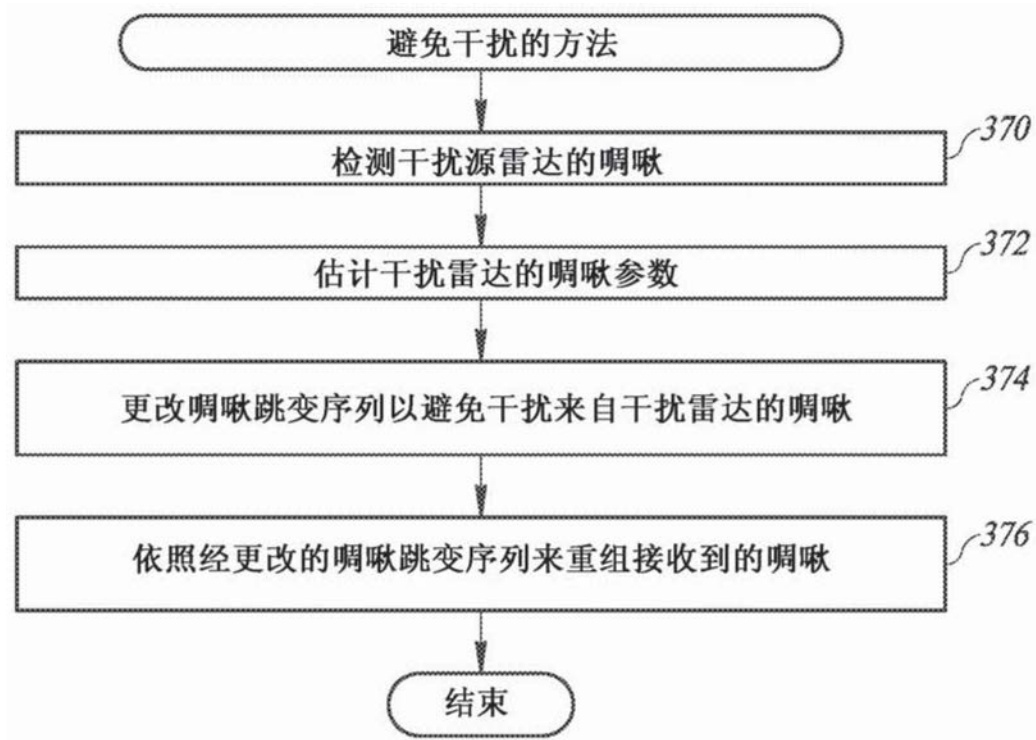 避免干扰的方法
370
检测干扰源雷达的啁啾
372
估计干扰雷达的啁啾参数
374
更改啁啾跳变序列以避免干扰来自干扰雷达的啁啾
376
依照经更改的啁啾跳变序列来重组接收到的啁啾
结束